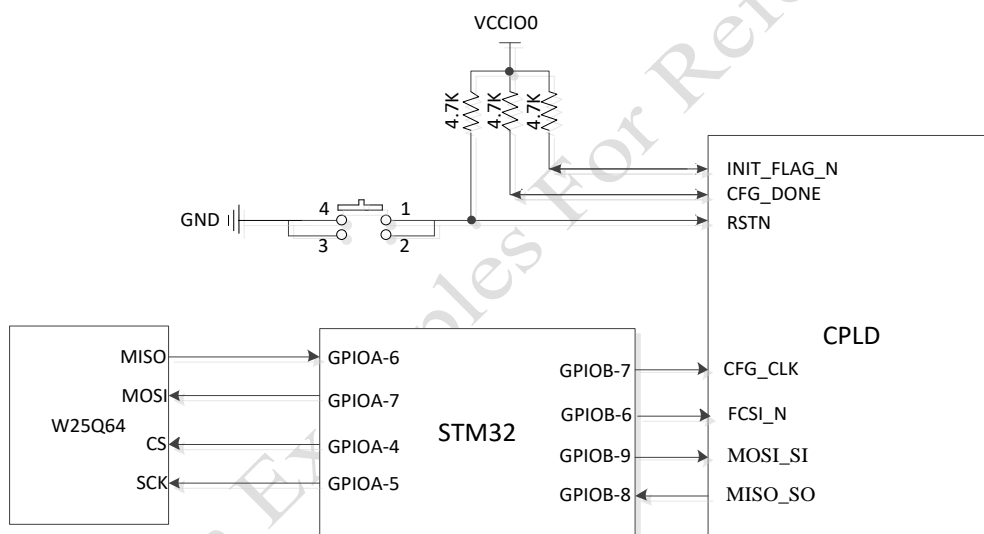 VCCIO0
4.7K
4.7K
4.7K
INIT_FLAG_N
CFG_DONE
RSTN
GND
4
1
3
2
CPLD
W25Q64
MISO
MOSI
CS
SCK
STM32
GPIOA-6
GPIOA-7
GPIOA-4
GPIOA-5
GPIOB-7
GPIOB-6
GPIOB-9
GPIOB-8
CFG_CLK
FCSI_N
MOSI_SI
MISO_SO
Examples For